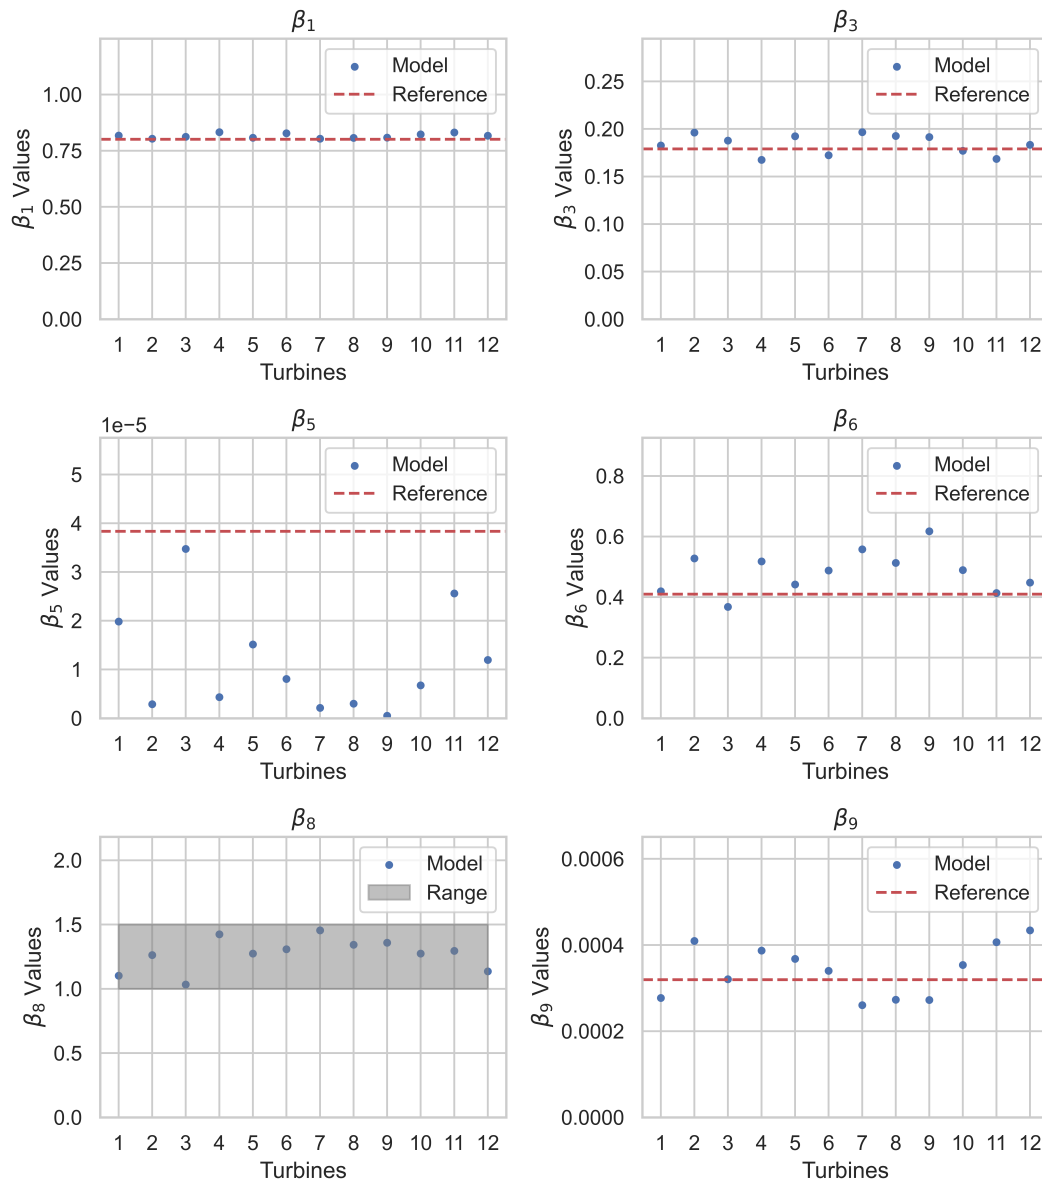 β1
Model
Reference
1.00
0.75
0.50
0.25
0.00
β1 Values
1 2 3 4 5 6 7 8 9 10 11 12
Turbines
β3
Model
Reference
0.25
0.20
0.15
0.10
0.05
0.00
β3 Values
1 2 3 4 5 6 7 8 9 10 11 12
Turbines
β5
1e−5
Model
Reference
5
4
3
2
1
0
β5 Values
1 2 3 4 5 6 7 8 9 10 11 12
Turbines
β6
Model
Reference
0.8
0.6
0.4
0.2
0.0
β6 Values
1 2 3 4 5 6 7 8 9 10 11 12
Turbines
β8
Model
Range
2.0
1.5
1.0
0.5
0.0
β8 Values
1 2 3 4 5 6 7 8 9 10 11 12
Turbines
β9
Model
Reference
0.0006
0.0004
0.0002
0.0000
β9 Values
1 2 3 4 5 6 7 8 9 10 11 12
Turbines